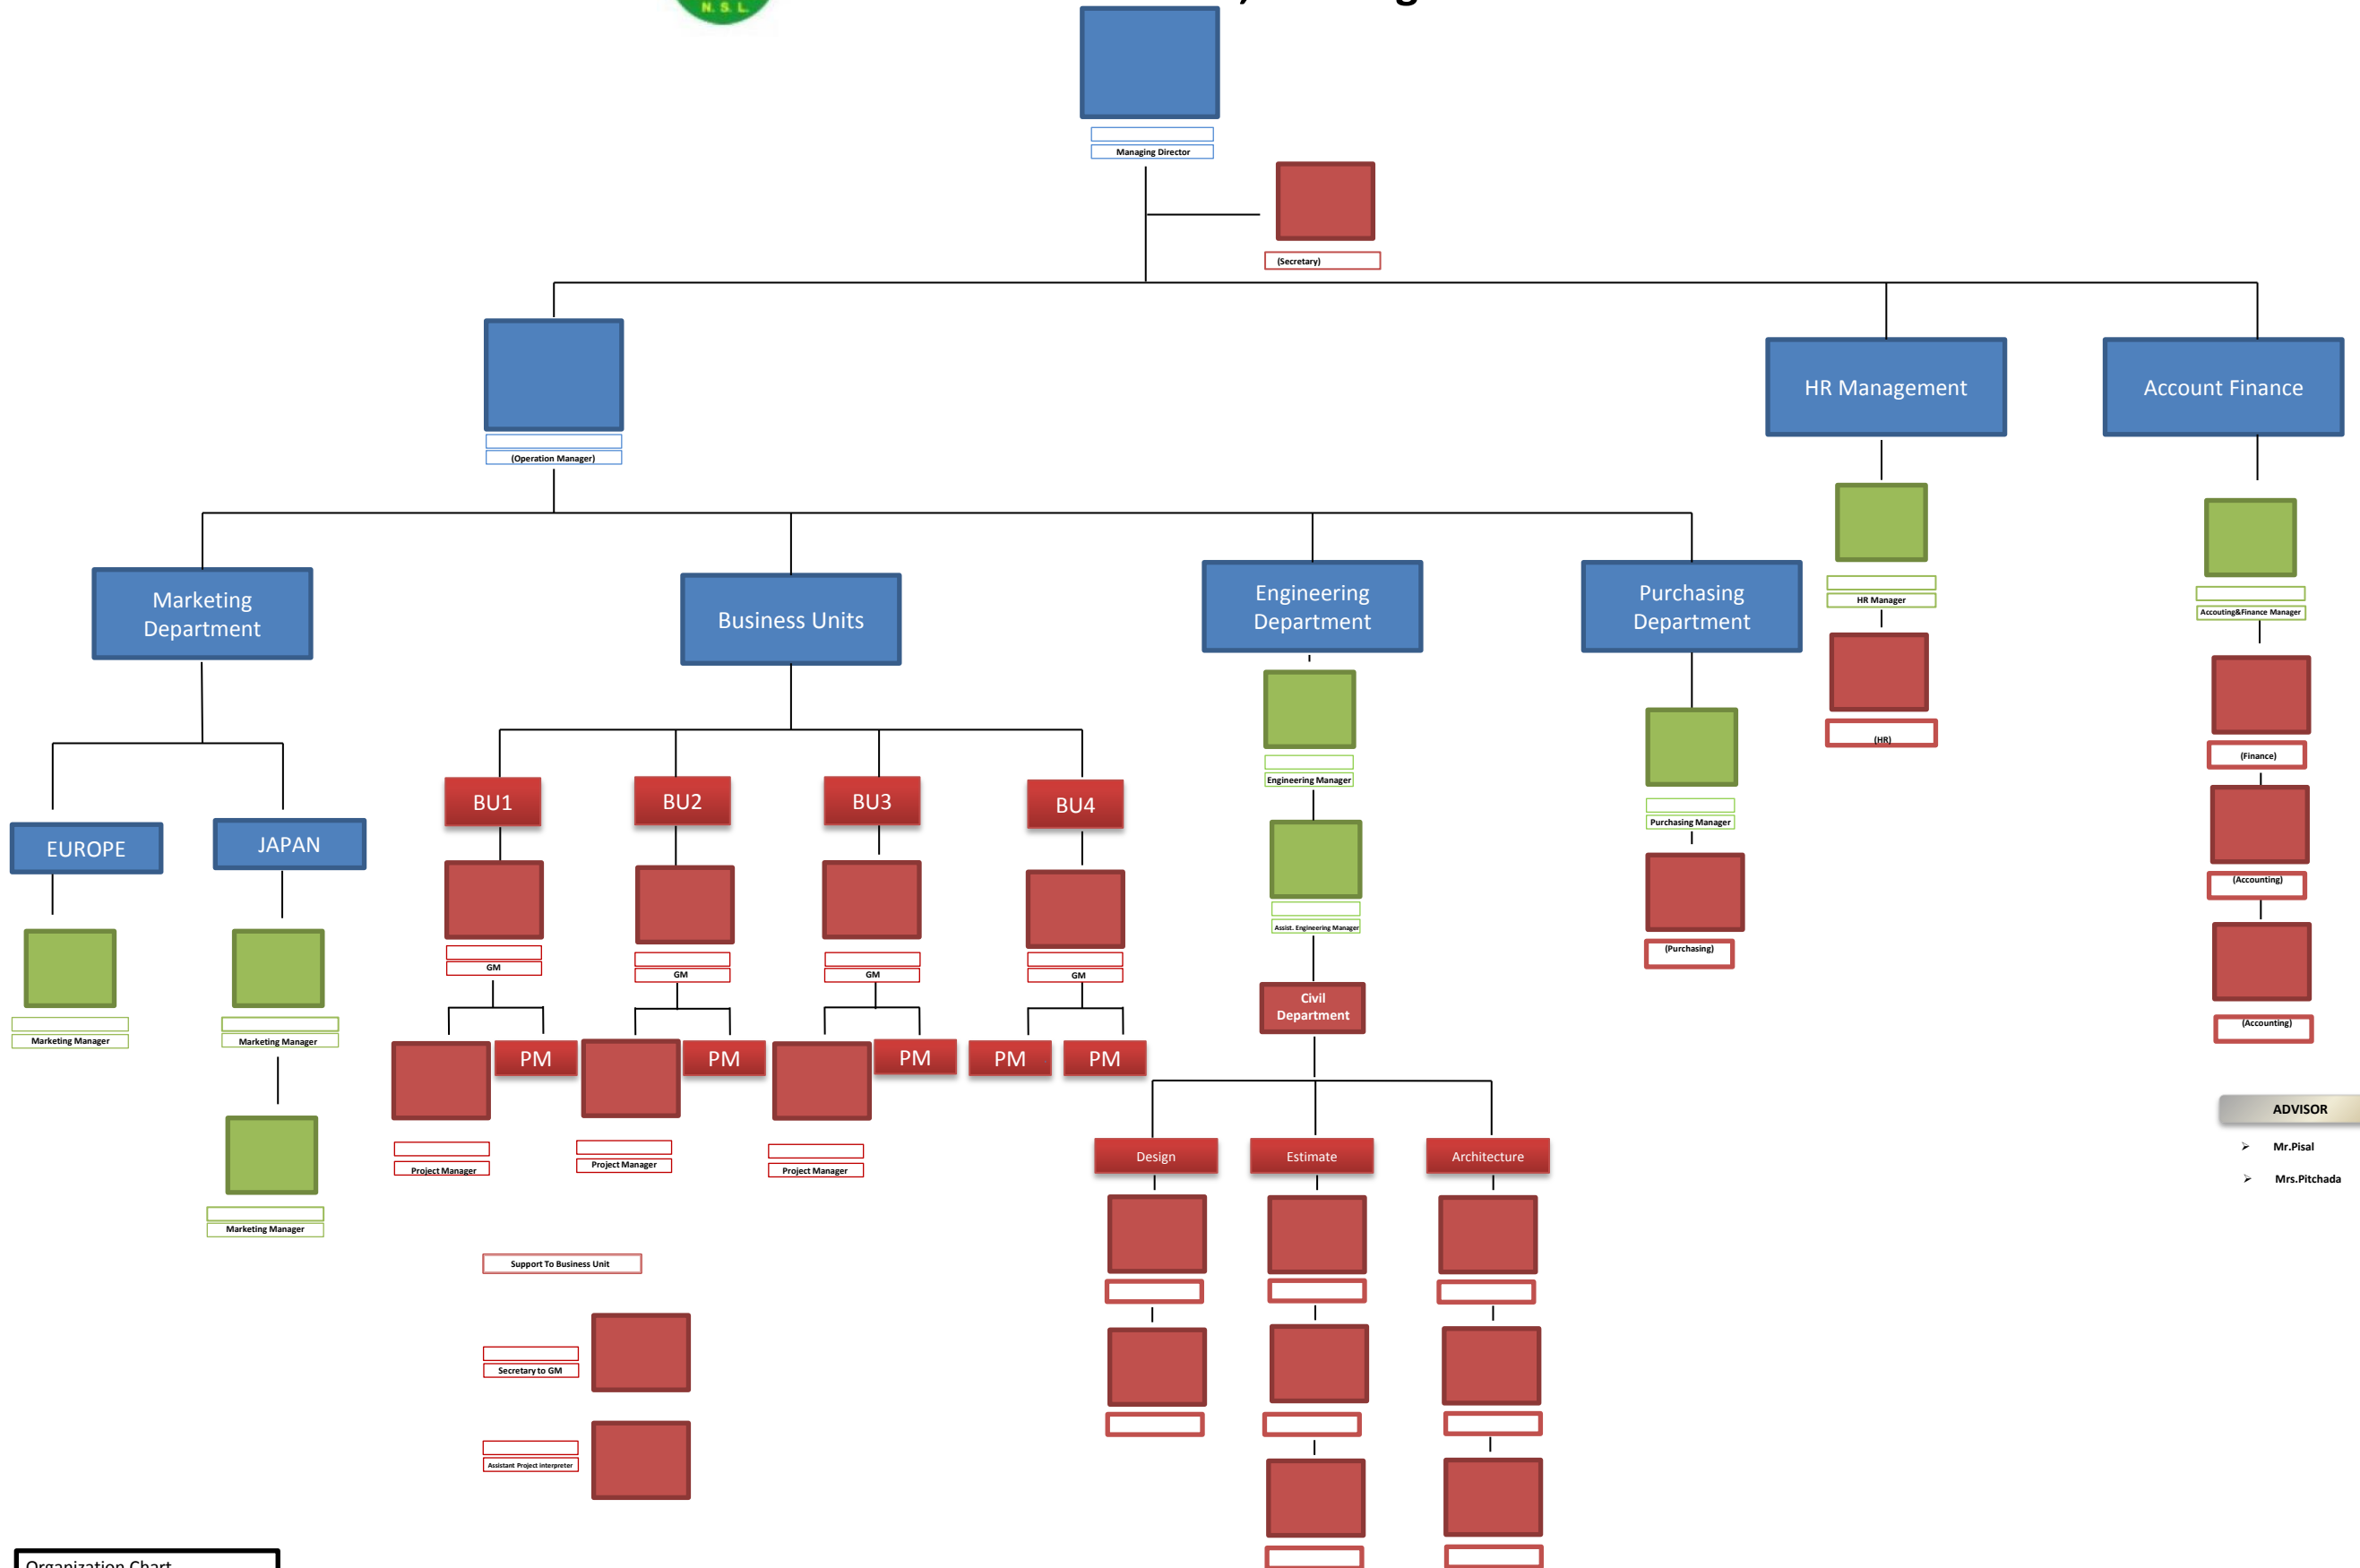 N. S. L.
Managing Director
(Secretary)
(Operation Manager)
HR Management
Account Finance
Marketing
Department
Business Units
Engineering
Department
Purchasing
Department
HR Manager
(HR)
Accouting&Finance Manager
(Finance)
(Accounting)
(Accounting)
EUROPE
JAPAN
Marketing Manager
Marketing Manager
Marketing Manager
BU1
BU2
BU3
BU4
GM
GM
GM
GM
PM
PM
PM
PM
PM
Project Manager
Project Manager
Project Manager
Engineering Manager
Assist. Engineering Manager
Civil
Department
Purchasing Manager
(Purchasing)
Design
Estimate
Architecture
ADVISOR
➢ Mr.Pisal
➢ Mrs.Pitchada
Support To Business Unit
Secretary to GM
Assistant Project interpreter
Organization Chart